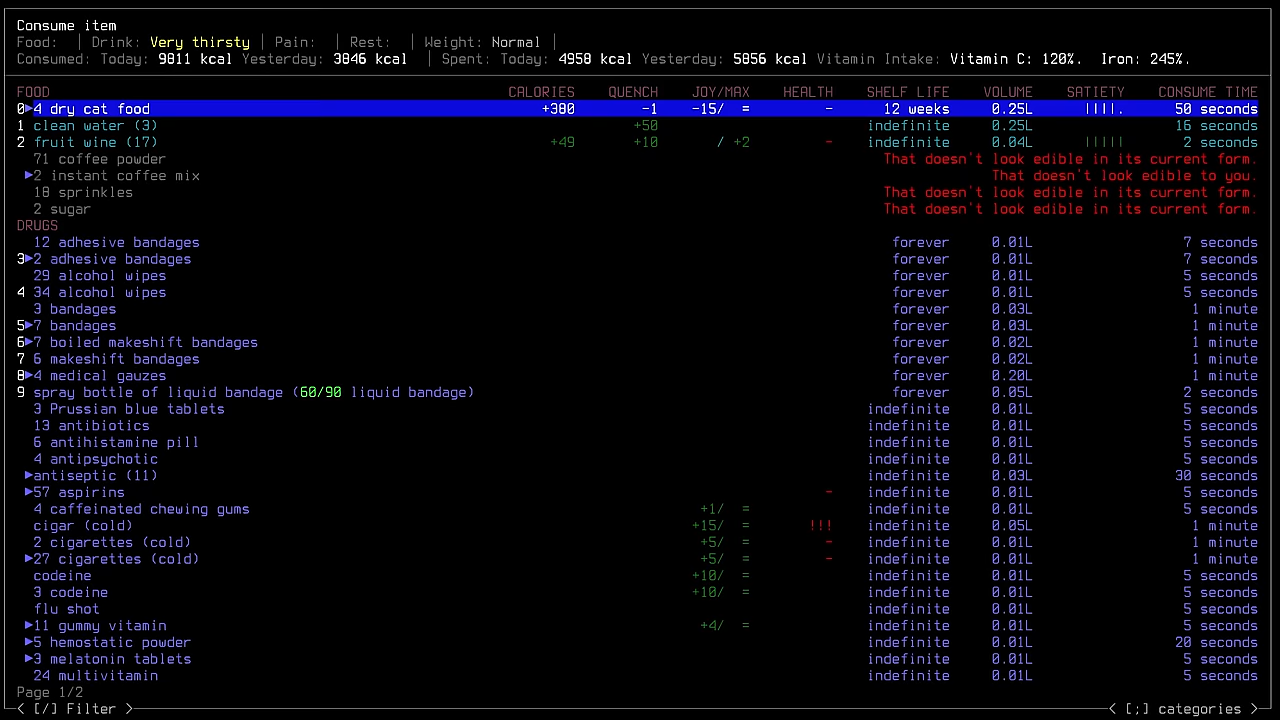 Consume item
Food: | Drink: Very thirsty | Pain: | Rest: | Weight: Normal |
Consumed: Today: 9811 kcal Yesterday: 3846 kcal | Spent: Today: 4958 kcal Yesterday: 5856 kcal Vitamin Intake: Vitamin C: 120%. Iron: 245%.
FOOD CALORIES QUENCH JOY/MAX HEALTH SHELF LIFE VOLUME SATIETY CONSUME TIME
0▶4 dry cat food +380 -1 -15/ = - 12 weeks 0.25L ||||. 50 seconds
1 clean water (3) +50 indefinite 0.25L 16 seconds
2 fruit wine (17) +49 +10 / +2 - indefinite 0.04L ||||| 2 seconds
71 coffee powder That doesn't look edible in its current form.
▶2 instant coffee mix That doesn't look edible to you.
18 sprinkles That doesn't look edible in its current form.
2 sugar That doesn't look edible in its current form.
DRUGS
12 adhesive bandages forever 0.01L 7 seconds
3▶2 adhesive bandages forever 0.01L 7 seconds
29 alcohol wipes forever 0.01L 5 seconds
4 34 alcohol wipes forever 0.01L 5 seconds
3 bandages forever 0.03L 1 minute
5▶7 bandages forever 0.03L 1 minute
6▶7 boiled makeshift bandages forever 0.02L 1 minute
7 6 makeshift bandages forever 0.02L 1 minute
8▶4 medical gauzes forever 0.20L 1 minute
9 spray bottle of liquid bandage (60/90 liquid bandage) forever 0.05L 2 seconds
3 Prussian blue tablets indefinite 0.01L 5 seconds
13 antibiotics indefinite 0.01L 5 seconds
6 antihistamine pill indefinite 0.01L 5 seconds
4 antipsychotic indefinite 0.01L 5 seconds
▶antiseptic (11) indefinite 0.03L 30 seconds
▶57 aspirins - indefinite 0.01L 5 seconds
4 caffeinated chewing gums +1/ = indefinite 0.01L 5 seconds
cigar (cold) +15/ = !!! indefinite 0.05L 1 minute
2 cigarettes (cold) +5/ = - indefinite 0.01L 1 minute
▶27 cigarettes (cold) +5/ = - indefinite 0.01L 1 minute
codeine +10/ = indefinite 0.01L 5 seconds
3 codeine +10/ = indefinite 0.01L 5 seconds
flu shot indefinite 0.01L 5 seconds
▶11 gummy vitamin +4/ = indefinite 0.01L 5 seconds
▶5 hemostatic powder indefinite 0.01L 20 seconds
▶3 melatonin tablets indefinite 0.01L 5 seconds
24 multivitamin indefinite 0.01L 5 seconds
Page 1/2
< [/] Filter > < [;] categories >